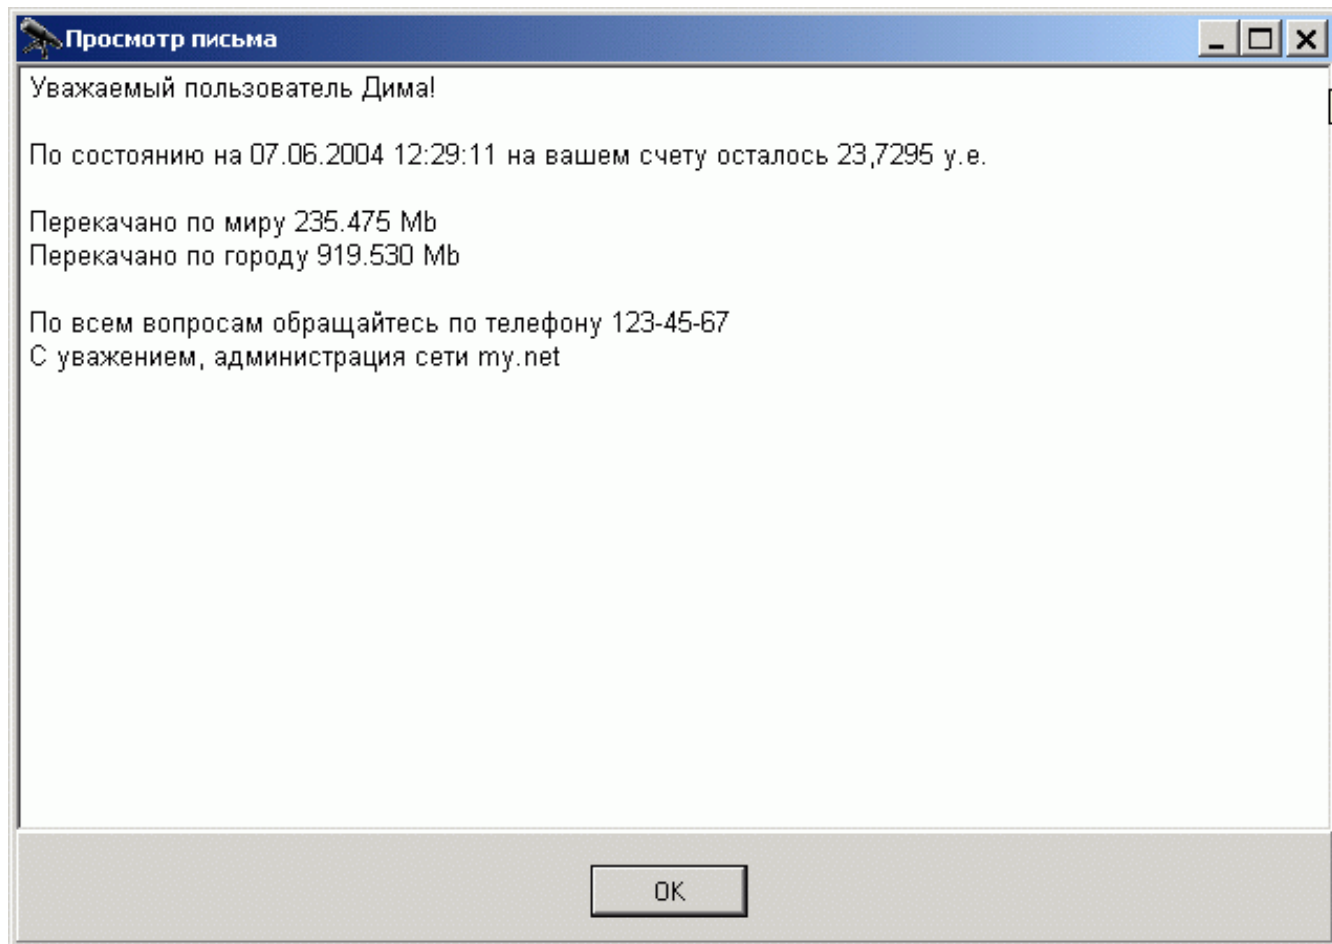 Просмотр письма
Уважаемый пользователь Дима!
По состоянию на 07.06.2004 12:29:11 на вашем счету осталось 23,7295 у.е.
Перекачано по миру 235.475 Mb
Перекачано по городу 919.530 Mb
По всем вопросам обращайтесь по телефону 123-45-67
С уважением, администрация сети my.net
OK